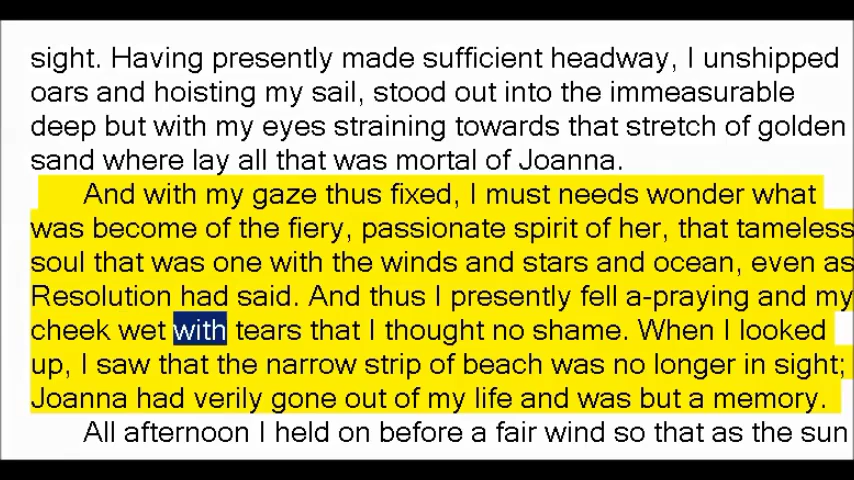 sight. Having presently made sufficient headway, I unshipped
oars and hoisting my sail, stood out into the immeasurable
deep but with my eyes straining towards that stretch of golden
sand where lay all that was mortal of Joanna.
And with my gaze thus fixed, I must needs wonder what
was become of the fiery, passionate spirit of her, that tameless
soul that was one with the winds and stars and ocean, even as
Resolution had said. And thus I presently fell a-praying and my
cheek wet with tears that I thought no shame. When I looked
up, I saw that the narrow strip of beach was no longer in sight;
Joanna had verily gone out of my life and was but a memory.
All afternoon I held on before a fair wind so that as the sun